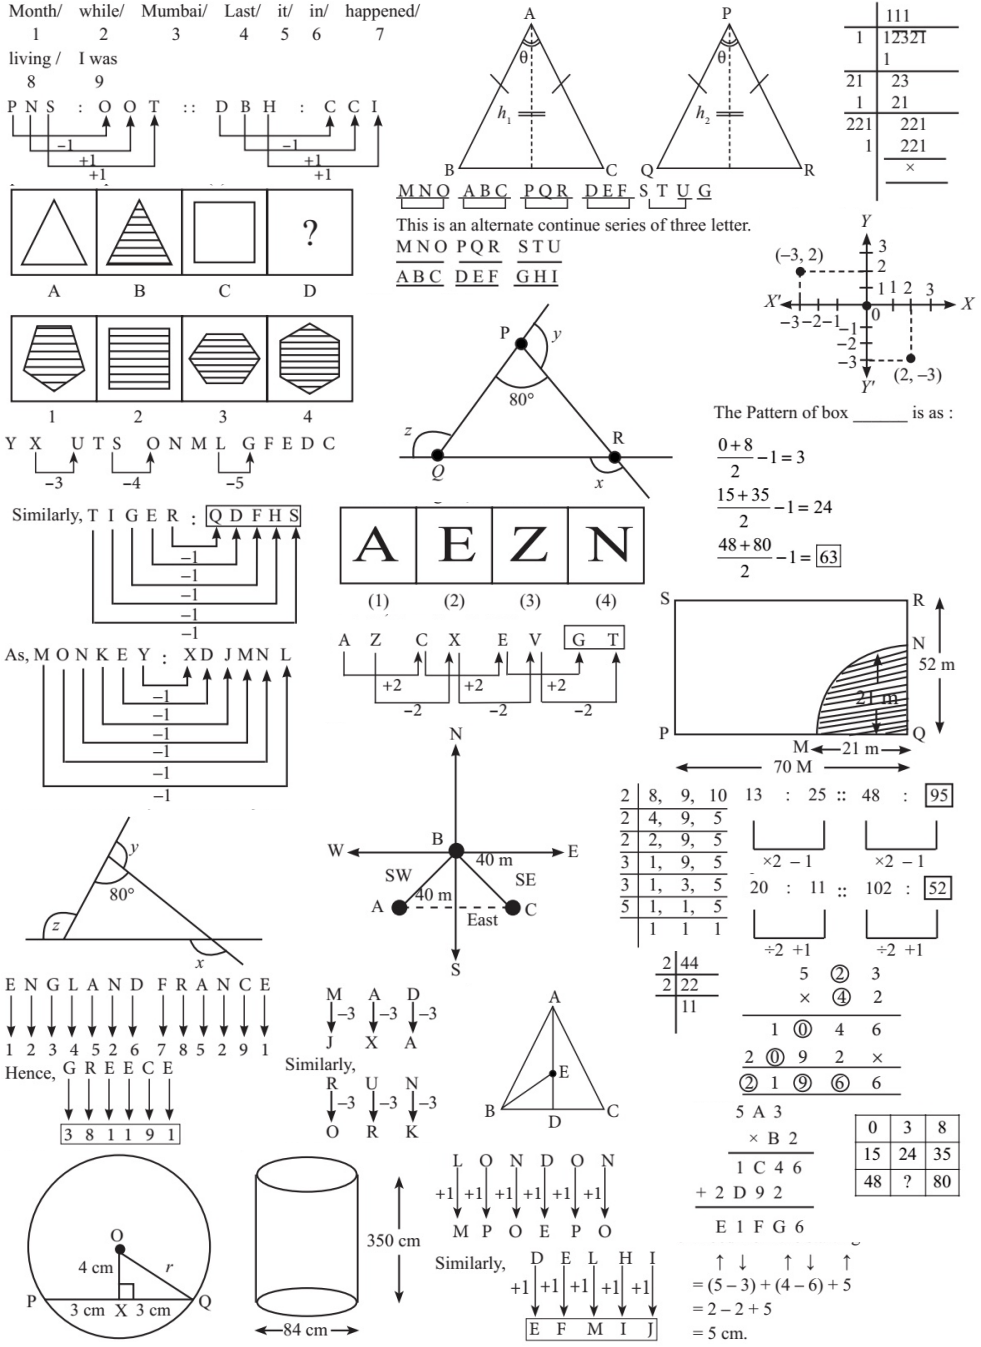 Month/ while/ Mumbai/ Last/ it/ in/ happened/
1 2 3 4 5 6 7
living / I was
8 9
P N S : O O T :: D B H : C C I
–1 –1
+1 +1
+1 +1
A B C D
?
1 2 3 4
Y X U T S O N M L G F E D C
–3 –4 –5
Similarly, T I G E R : Q D F H S
–1
–1
–1
–1
–1
As, M O N K E Y : X D J M N L
–1
–1
–1
–1
–1
–1
y
80°
z
x
E N G L A N D F R A N C E
1 2 3 4 5 2 6 7 8 5 2 9 1
Hence, G R E E C E
3 8 1 1 9 1
O
4 cm r
P 3 cm X 3 cm Q
350 cm
84 cm
A P
θ θ
h1 h2
B C Q R
M N O A B C P Q R D E F S T U G
This is an alternate continue series of three letter.
M N O P Q R S T U
A B C D E F G H I
P y
80°
z R
Q x
A E Z N
(1) (2) (3) (4)
A Z C X E V G T
+2 +2 +2
–2 –2 –2
N
B
W E
40 m
SW SE
40 m
A C
East
S
M A D
–3 –3 –3
J X A
Similarly,
R U N
–3 –3 –3
O R K
A
E
B C
D
L O N D O N
+1 +1 +1 +1 +1 +1
M P O E P O
Similarly, D E L H I
+1 +1 +1 +1 +1
E F M I J
111
1 12321
1
21 23
1 21
221 221
1 221
×
Y
3
(–3, 2) 2
1 1 2 3
X' X
–3 –2 –1 0
–1
–2
–3
(2, –3)
Y'
The Pattern of box ______ is as :
0 + 8
2 – 1 = 3
15 + 35
2 – 1 = 24
48 + 80
2 – 1 = 63
S R
N
52 m
21 m
P Q
M 21 m
70 M
2 8, 9, 10
2 4, 9, 5
2 2, 9, 5
3 1, 9, 5
3 1, 3, 5
5 1, 1, 5
1 1 1
13 : 25 :: 48 : 95
×2 – 1 ×2 – 1
20 : 11 :: 102 : 52
÷2 +1 ÷2 +1
2 44
2 22
11
5 2 3
× 4 2
1 0 4 6
2 0 9 2 ×
2 1 9 6 6
5 A 3
× B 2
1 C 4 6
+ 2 D 9 2
E 1 F G 6
0 3 8
15 24 35
48 ? 80
= (5 – 3) + (4 – 6) + 5
= 2 – 2 + 5
= 5 cm.